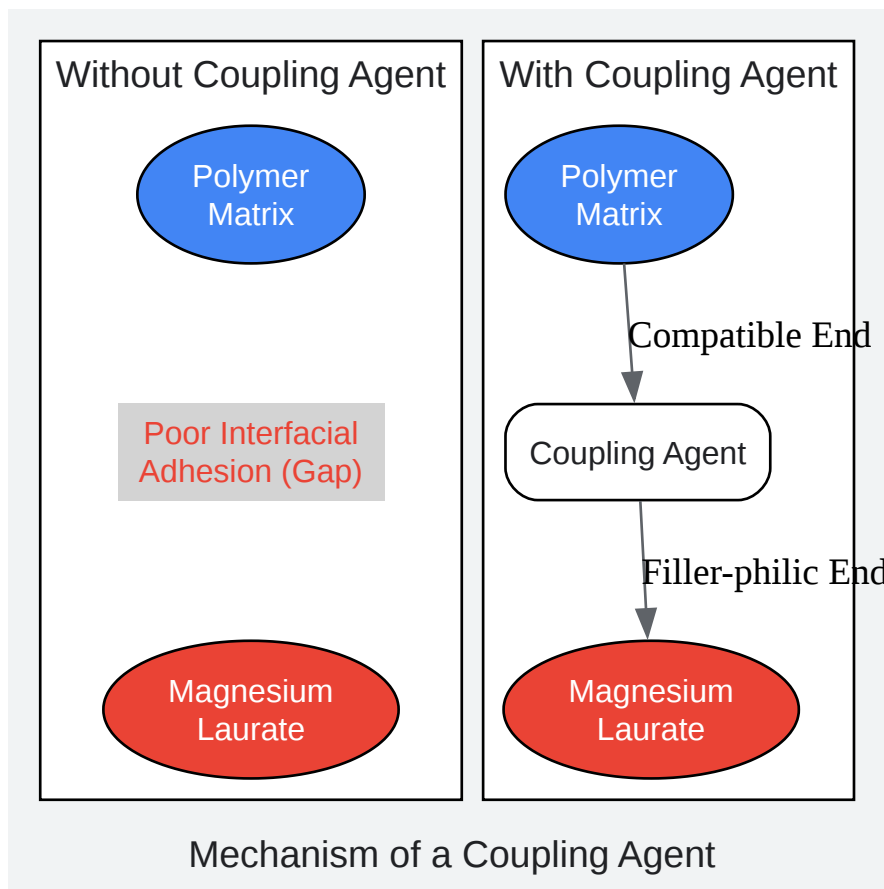 Without Coupling Agent
Polymer
Matrix
Poor Interfacial
Adhesion (Gap)
Magnesium
Laurate
With Coupling Agent
Polymer
Matrix
Compatible End
Coupling Agent
Filler-philic End
Magnesium
Laurate
Mechanism of a Coupling Agent